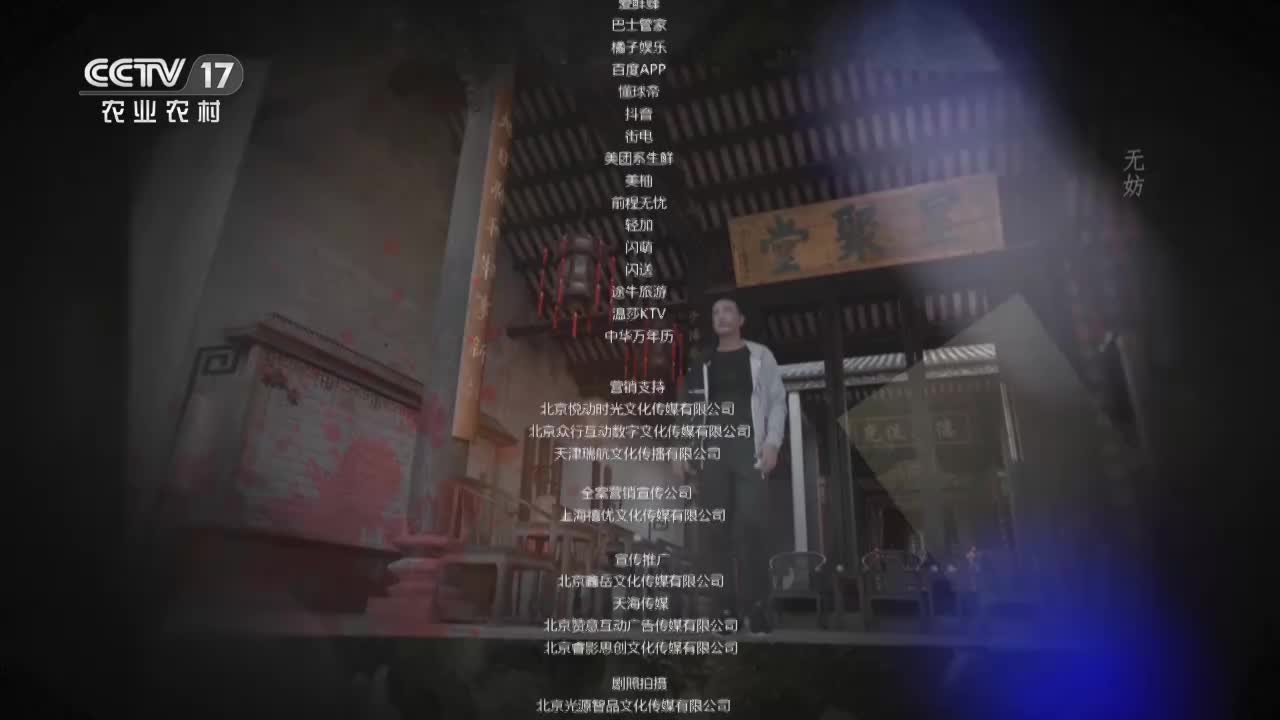 CCTV 17
农业农村
爱鲜蜂
巴士管家
橘子娱乐
百度APP
懂球帝
抖音
街电
美团系生鲜
美柚
前程无忧
轻加
闪萌
闪送
途牛旅游
温莎KTV
中华万年历
营销支持
北京悦动时光文化传媒有限公司
北京众行互动数字文化传媒有限公司
天津瑞航文化传播有限公司
全案营销宣传公司
上海禧优文化传媒有限公司
宣传推广
北京鑫岳文化传媒有限公司
天海传媒
北京赞意互动广告传媒有限公司
北京睿影思创文化传媒有限公司
剧照拍摄
北京光源智品文化传媒有限公司
无妨
堂聚星